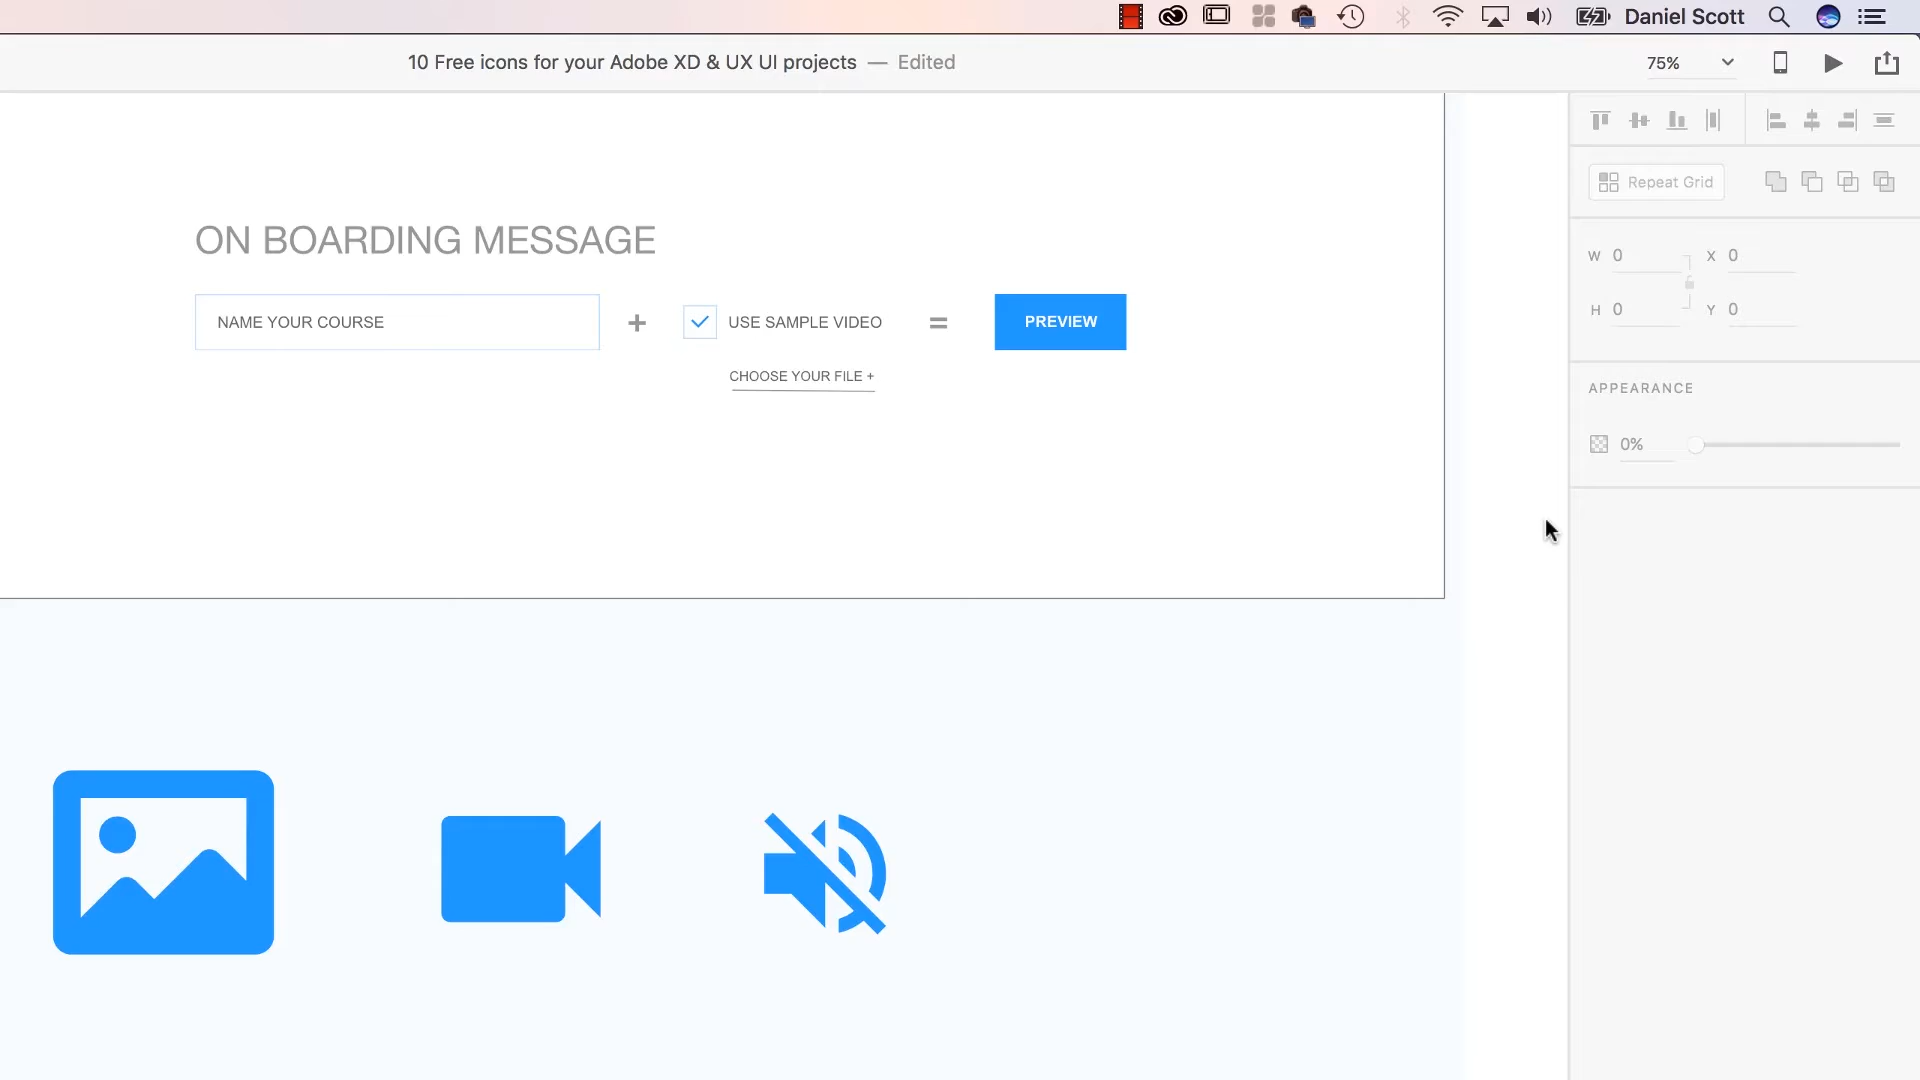 Daniel Scott
10 Free icons for your Adobe XD & UX UI projects — Edited
75%
Repeat Grid
ON BOARDING MESSAGE
W 0 X 0
H 0 Y 0
NAME YOUR COURSE + USE SAMPLE VIDEO = PREVIEW
CHOOSE YOUR FILE +
APPEARANCE
0%